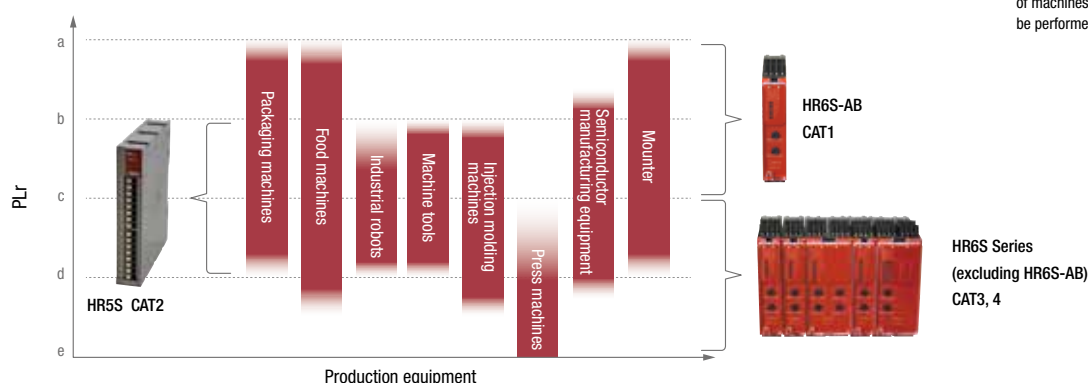 of machines
be performe
PLr
a
b
c
d
e
HR5S CAT2
Packaging machines
Food machines
Industrial robots
Machine tools
Injection molding
machines
Press machines
Semiconductor
manufacturing equipment
Mounter
HR6S-AB
CAT1
HR6S Series
(excluding HR6S-AB)
CAT3, 4
Production equipment